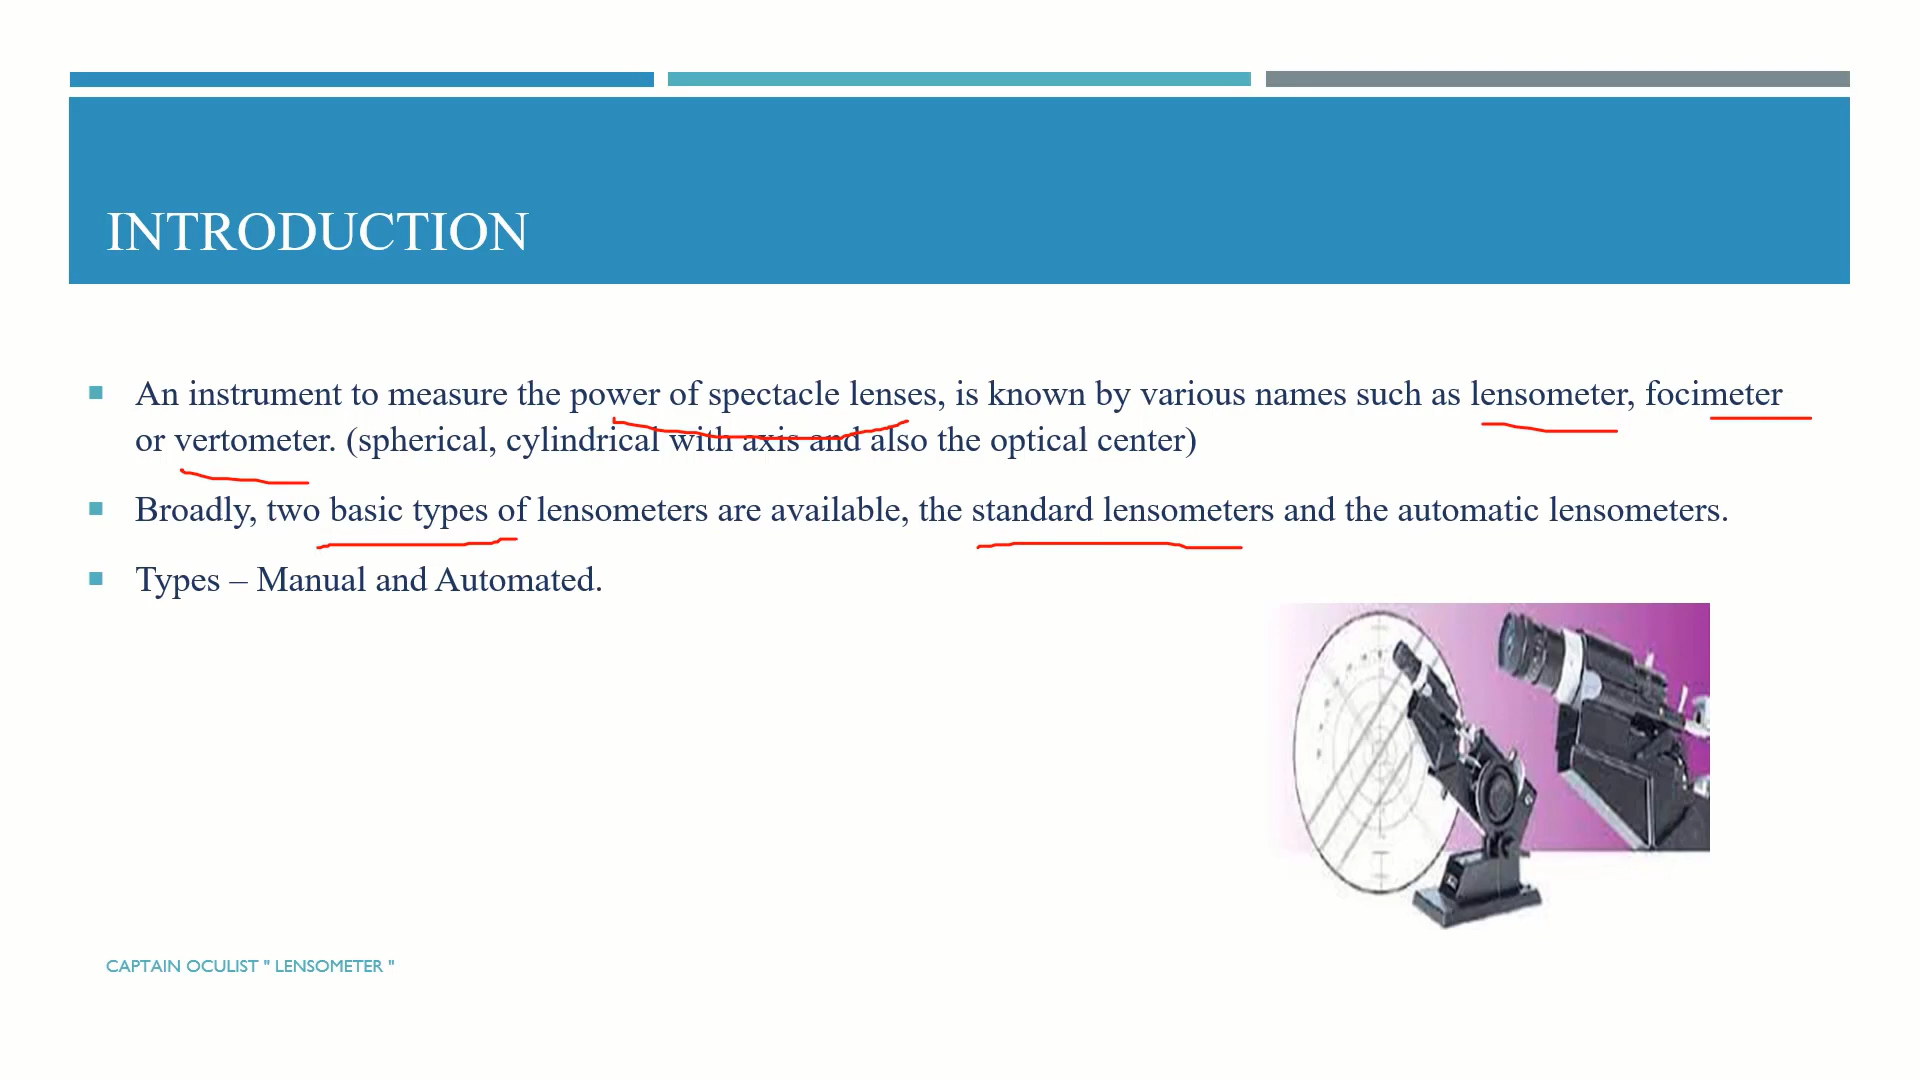 INTRODUCTION
An instrument to measure the power of spectacle lenses, is known by various names such as lensometer, focimeter
or vertometer. (spherical, cylindrical with axis and also the optical center)
Broadly, two basic types of lensometers are available, the standard lensometers and the automatic lensometers.
Types – Manual and Automated.
CAPTAIN OCULIST " LENSOMETER "